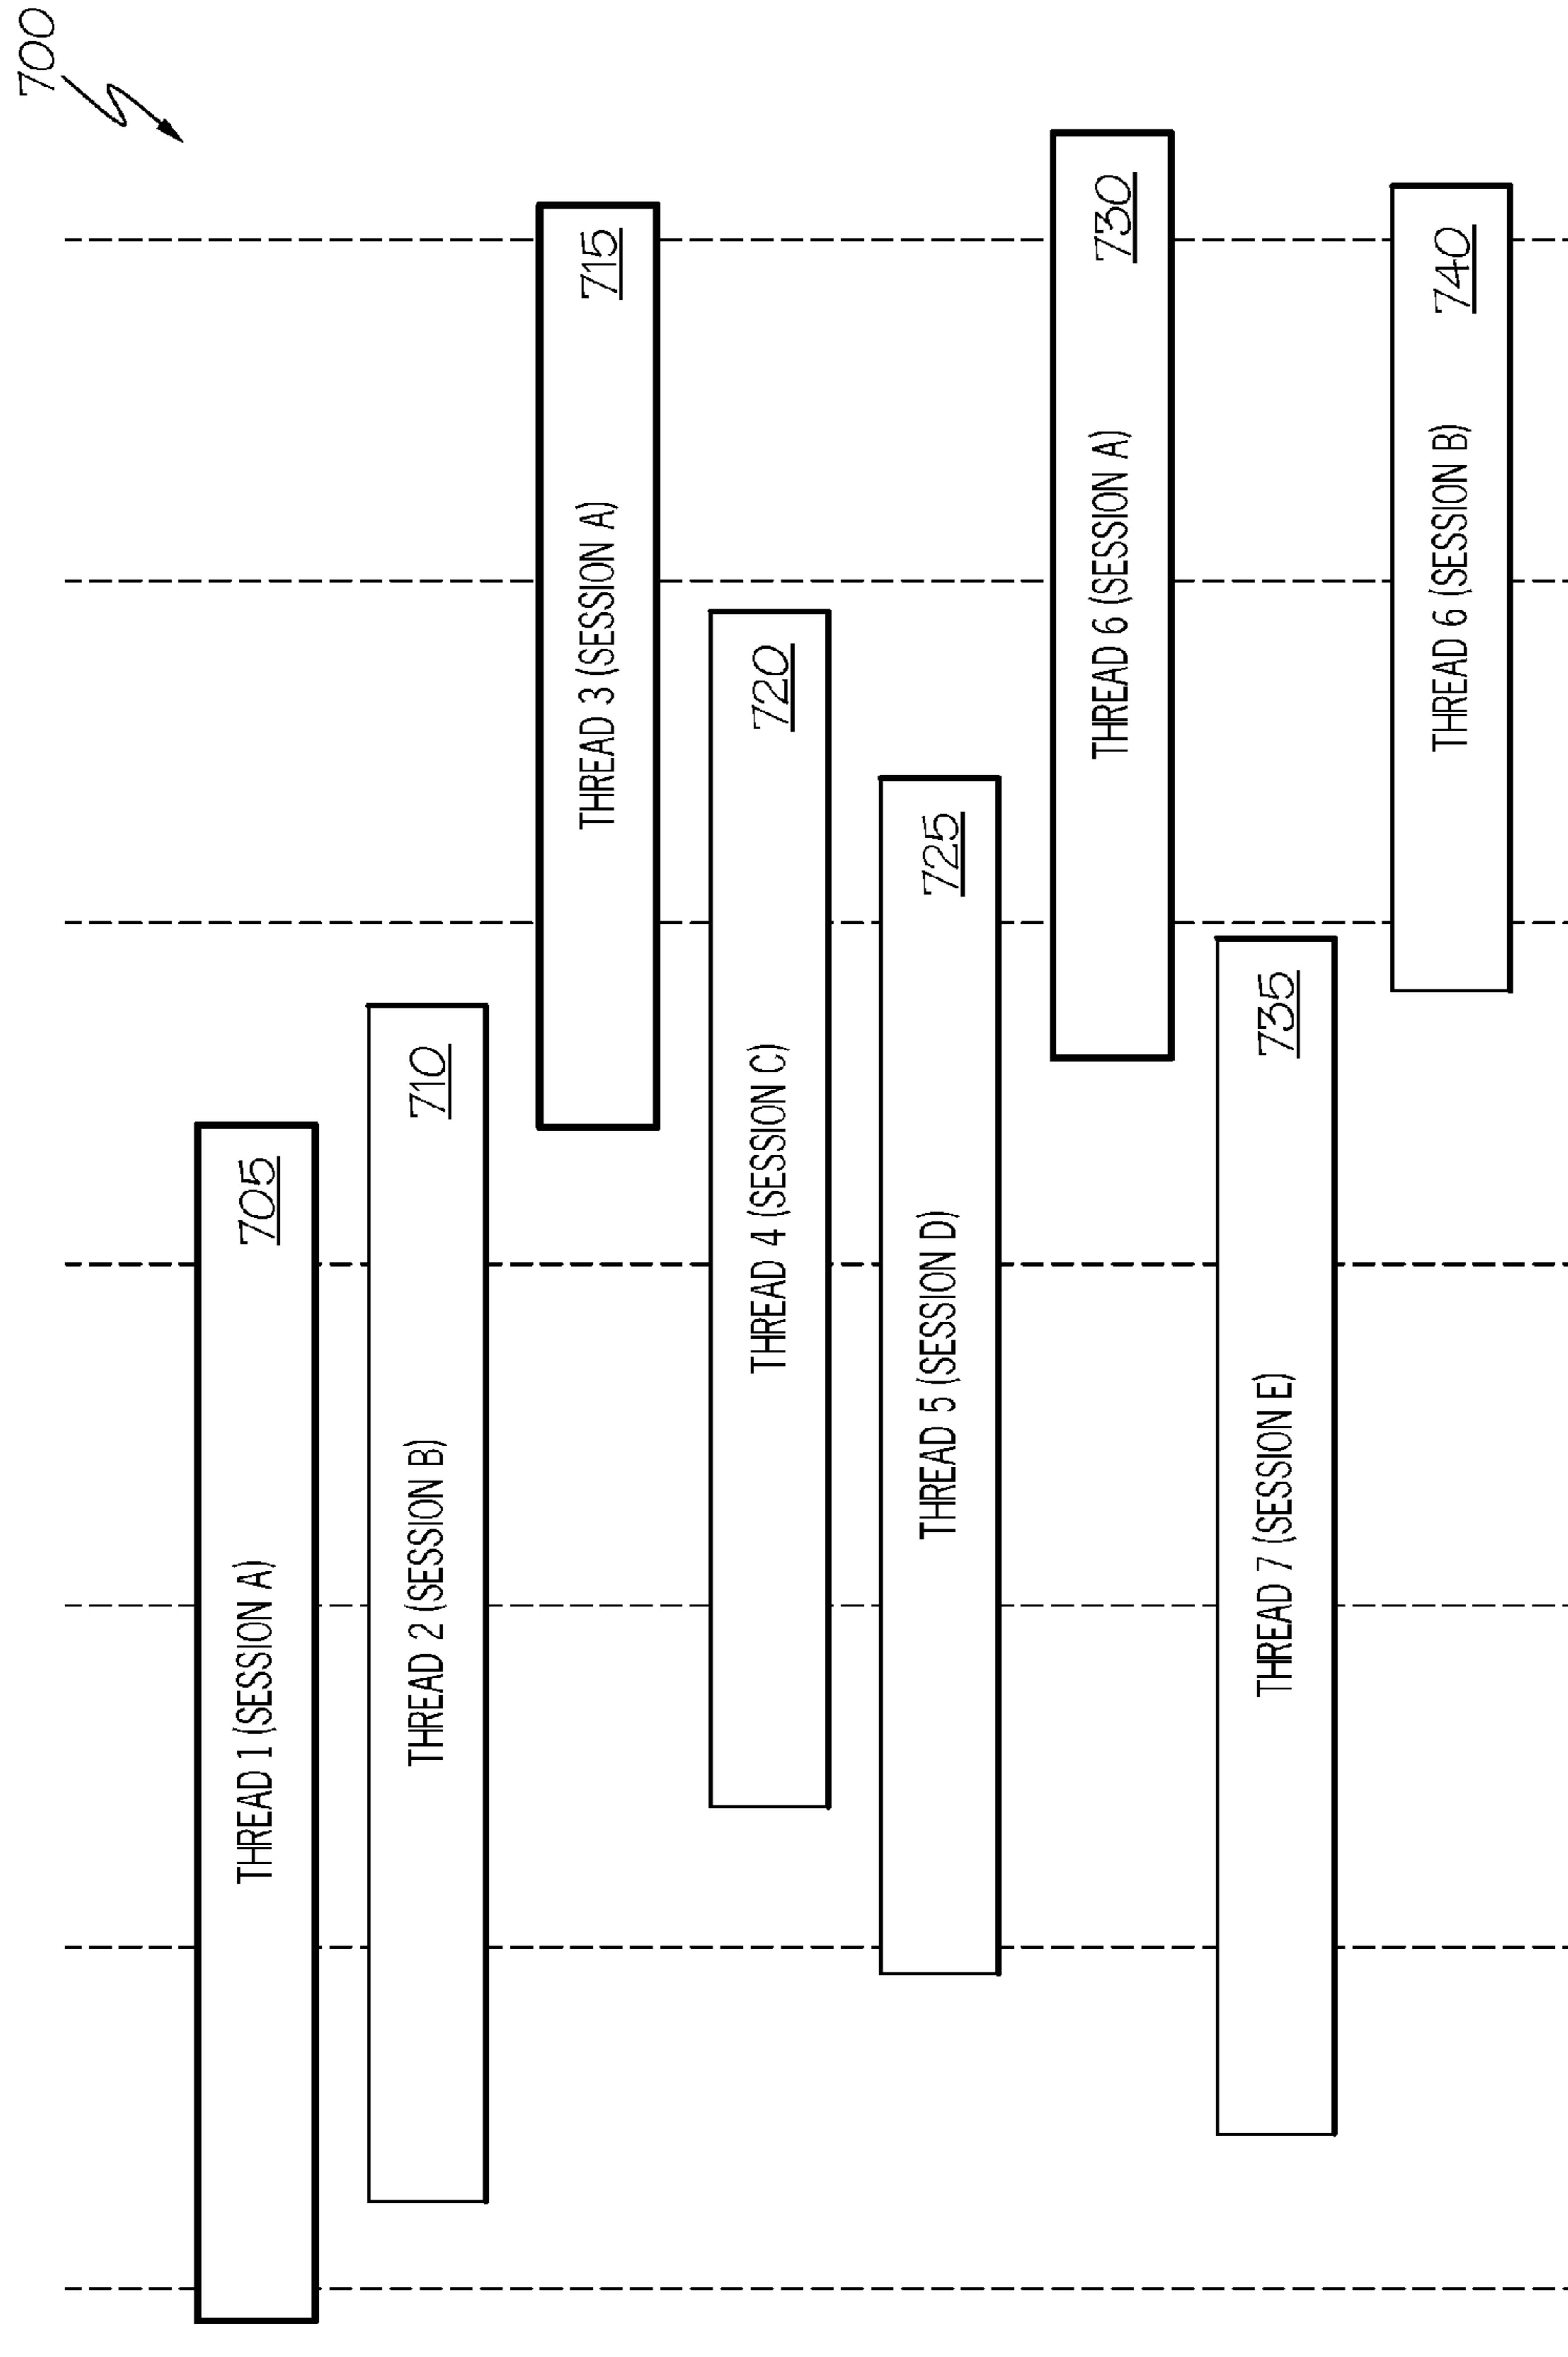 700
THREAD 1 (SESSION A)
705
THREAD 2 (SESSION B)
710
THREAD 3 (SESSION A)
715
THREAD 4 (SESSION C)
720
THREAD 5 (SESSION D)
725
THREAD 6 (SESSION A)
730
THREAD 7 (SESSION E)
735
THREAD 6 (SESSION B)
740